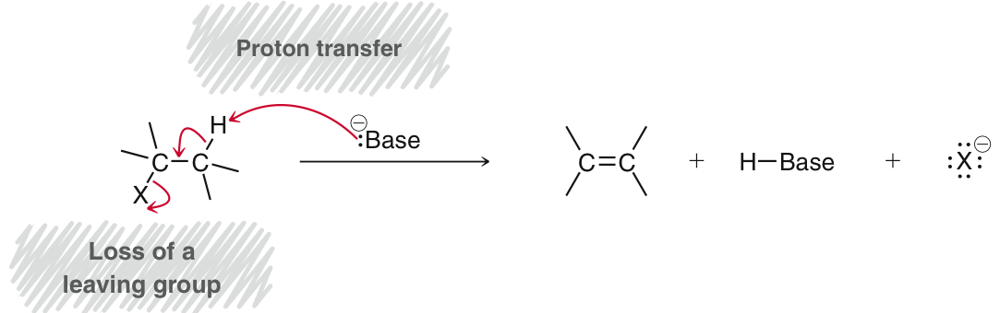 Proton transfer
H
⊖
:Base
C–C
X
C=C + H–Base + :Ẍ:⊖
Loss of a
leaving group